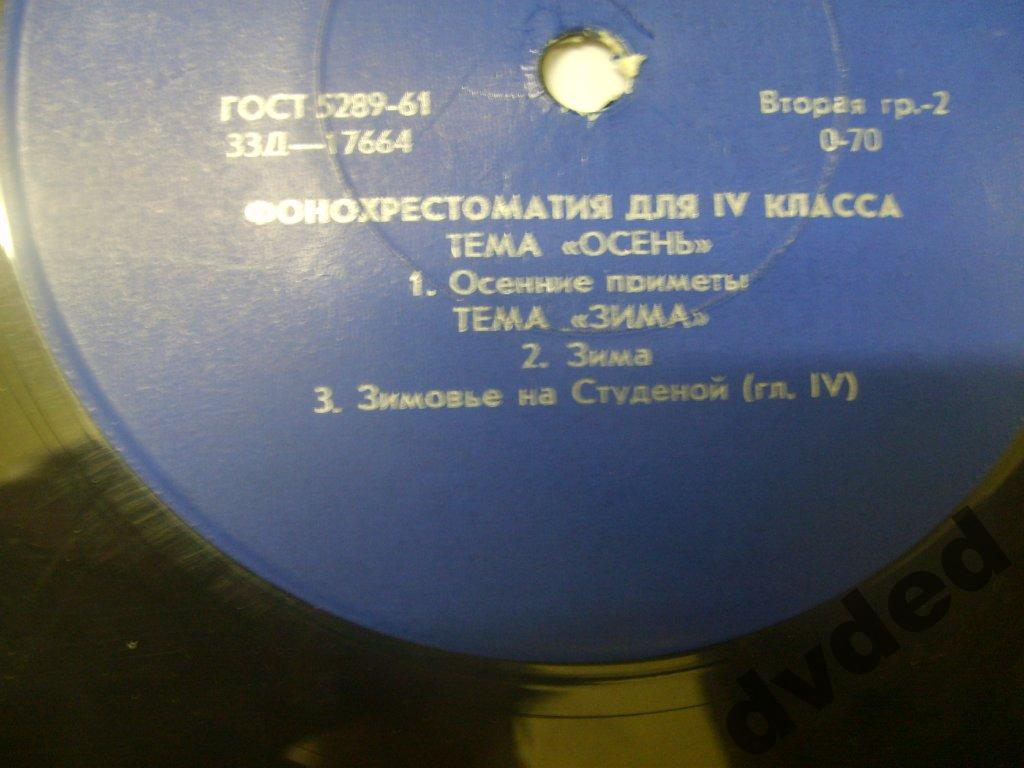 ГОСТ 5289-61
33Д—17664
Вторая гр.-2
0-70
ФОНОХРЕСТОМАТИЯ ДЛЯ IV КЛАССА
ТЕМА «ОСЕНЬ»
1. Осенние приметы
ТЕМА «ЗИМА»
2. Зима
3. Зимовье на Студеной (гл. IV)
dvded